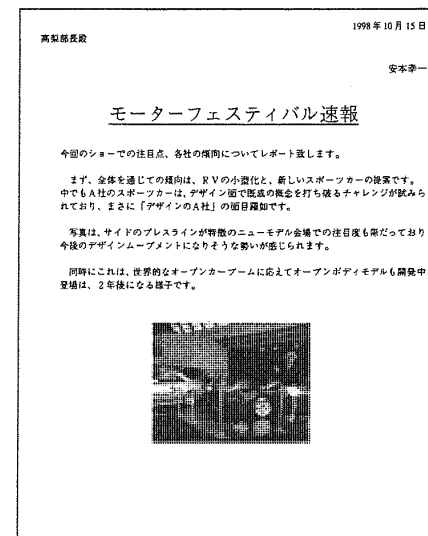 1998年10月15日
高梨部長殿
安本幸一
モーターフェスティバル速報
今回のショーでの注目点、各社の傾向についてレポート致します。
まず、全体を通じての傾向は、RVの小型化と、新しいスポーツカーの提案です。
中でもA社のスポーツカーは、デザイン面で既成の概念を打ち破るチャレンジが試みら
れており、まさに「デザインのA社」の面目躍如です。
写真は、サイドのプレスラインが特徴のニューモデル会場での注目度も際だっており
今後のデザインムーブメントになりそうな勢いが感じられます。
同時にこれは、世界的なオープンカーブームに応えてオープンボディモデルも開発中
登場は、2年後になる様子です。